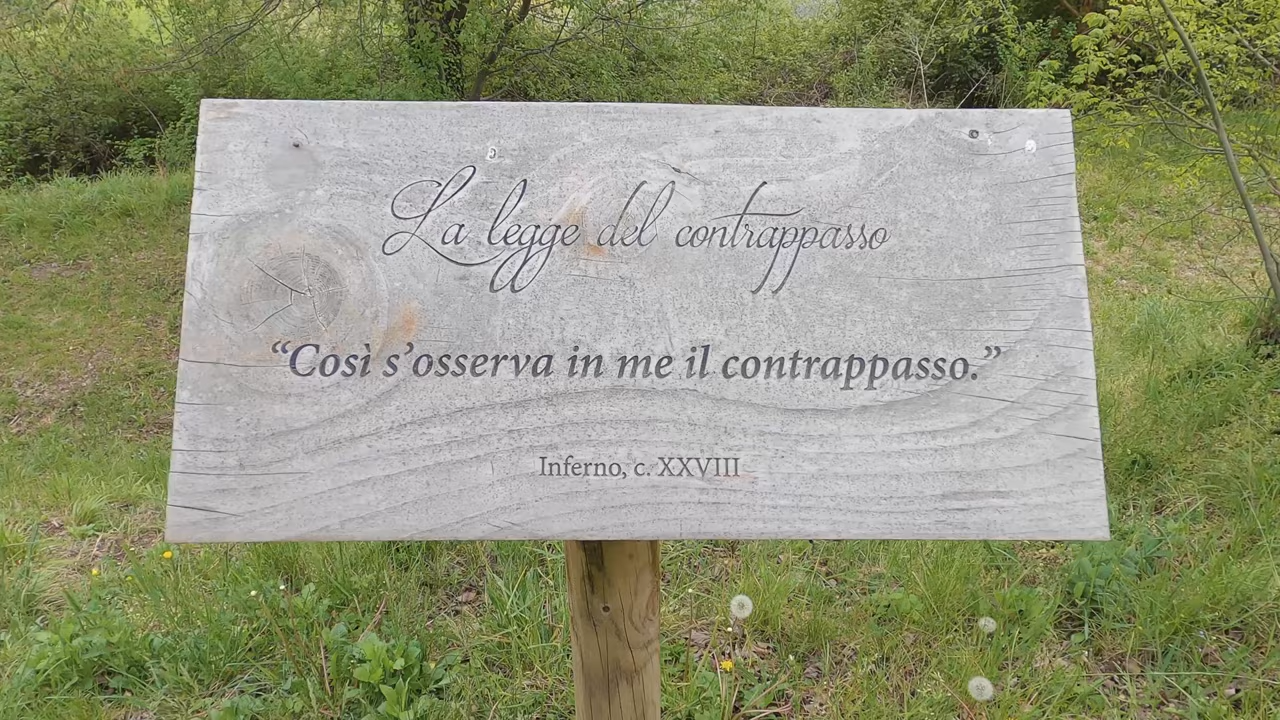 La legge del contrappasso
“Così s’osserva in me il contrappasso.”
Inferno, c. XXVIII